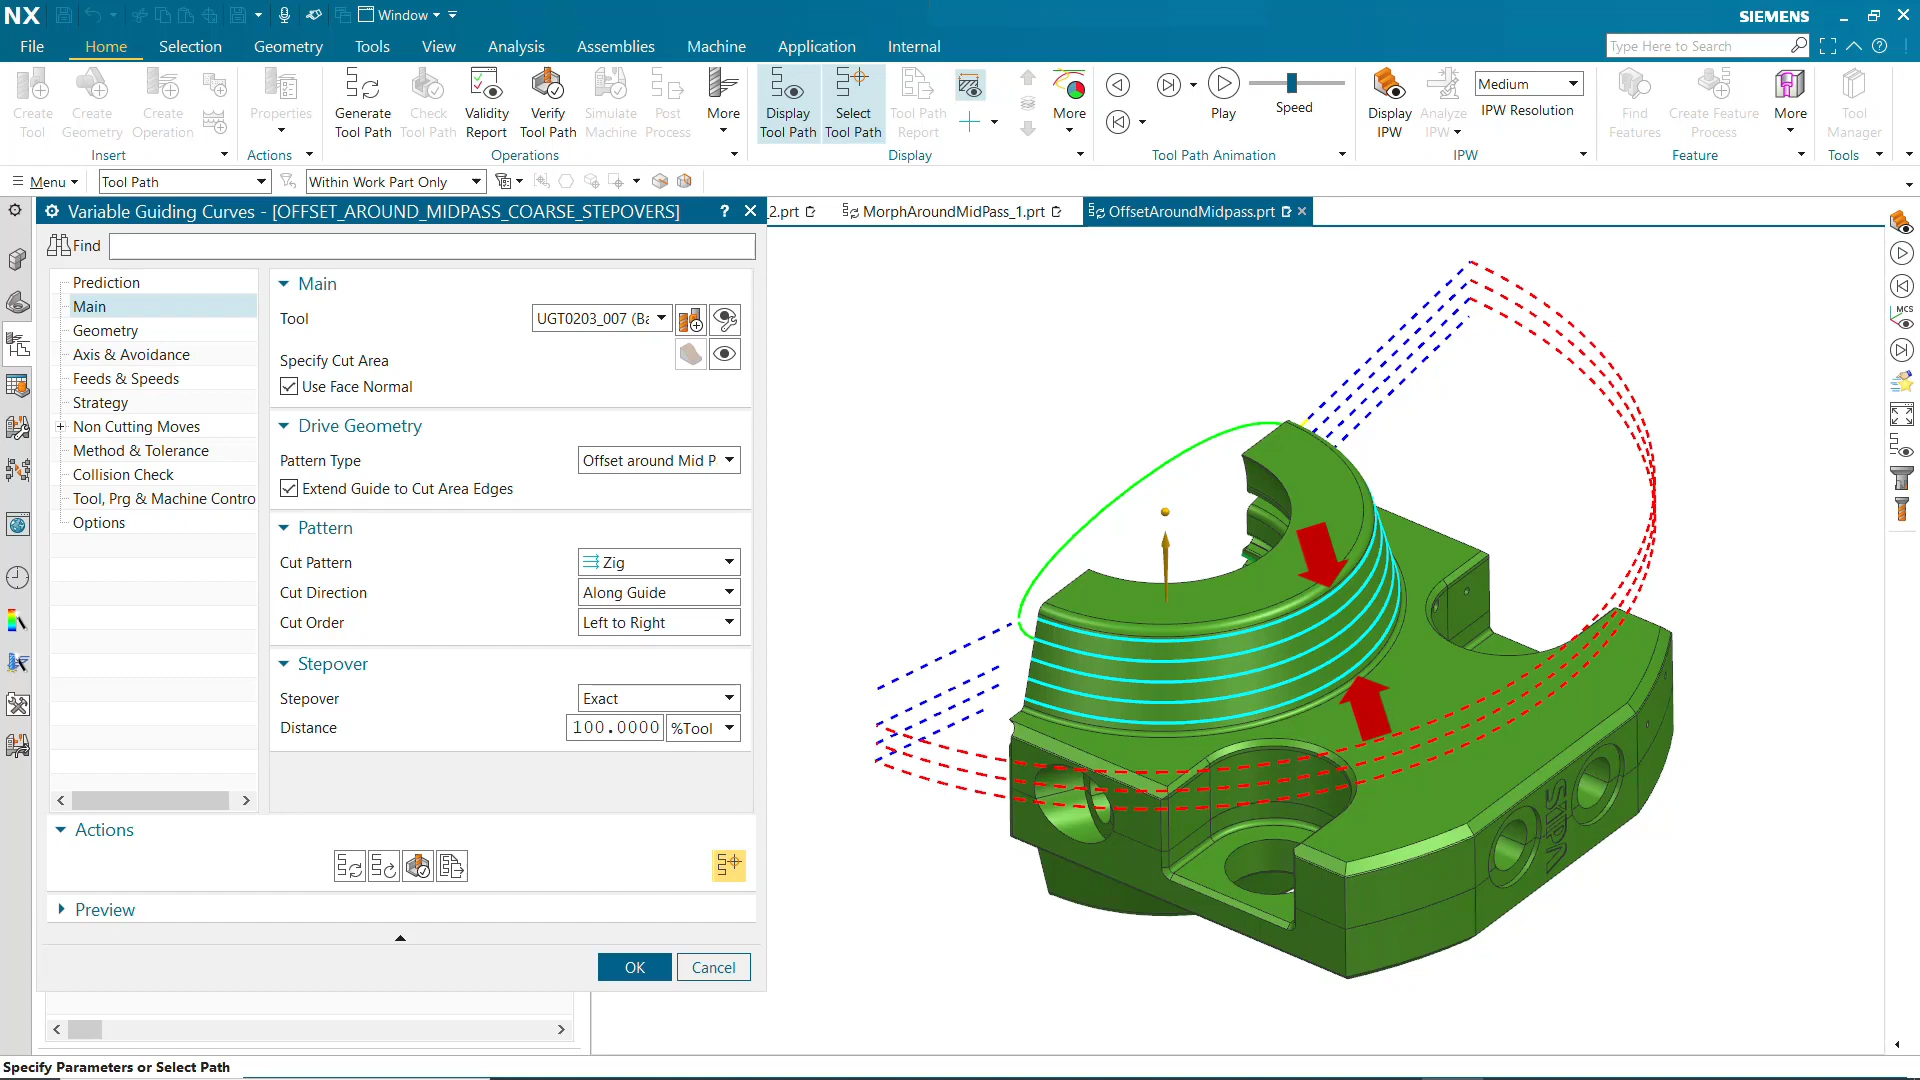 NX
Window
SIEMENS
File Home Selection Geometry Tools View Analysis Assemblies Machine Application Internal
Type Here to Search
Create Tool
Create Geometry
Create Operation
Insert
Properties
Actions
Generate Tool Path
Check Tool Path
Validity Report
Verify Tool Path
Simulate Machine
Post Process
More
Operations
Display Tool Path
Select Tool Path
Tool Path Report
More
Display
Play
Speed
Tool Path Animation
Display IPW
Analyze IPW
Medium
IPW Resolution
IPW
Find Features
Create Feature Process
More
Feature
Tool Manager
Tools
Menu
Tool Path
Within Work Part Only
Variable Guiding Curves - [OFFSET_AROUND_MIDPASS_COARSE_STEPOVERS]
?
_2.prt
MorphAroundMidPass_1.prt
OffsetAroundMidpass.prt
Find
Prediction
Main
Geometry
Axis & Avoidance
Feeds & Speeds
Strategy
Non Cutting Moves
Method & Tolerance
Collision Check
Tool, Prg & Machine Contro
Options
Main
Tool
UGT0203_007 (Ba
Specify Cut Area
Use Face Normal
Drive Geometry
Pattern Type
Offset around Mid P
Extend Guide to Cut Area Edges
Pattern
Cut Pattern
Zig
Cut Direction
Along Guide
Cut Order
Left to Right
Stepover
Stepover
Exact
Distance
100.0000
%Tool
Actions
Preview
OK
Cancel
MCS
Specify Parameters or Select Path